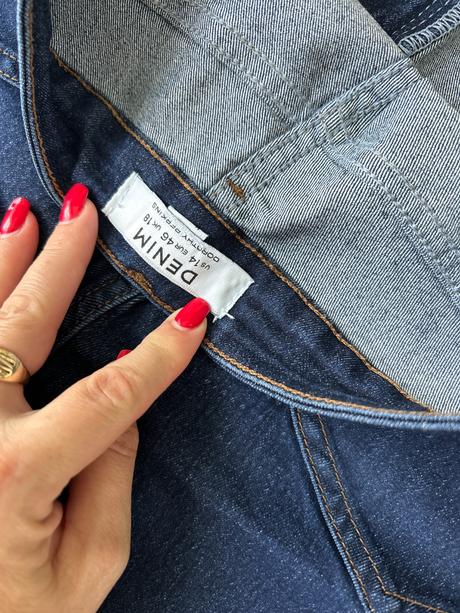 DENIM
US 14 EUR 46 UK 18
DOROTHY PERKINS